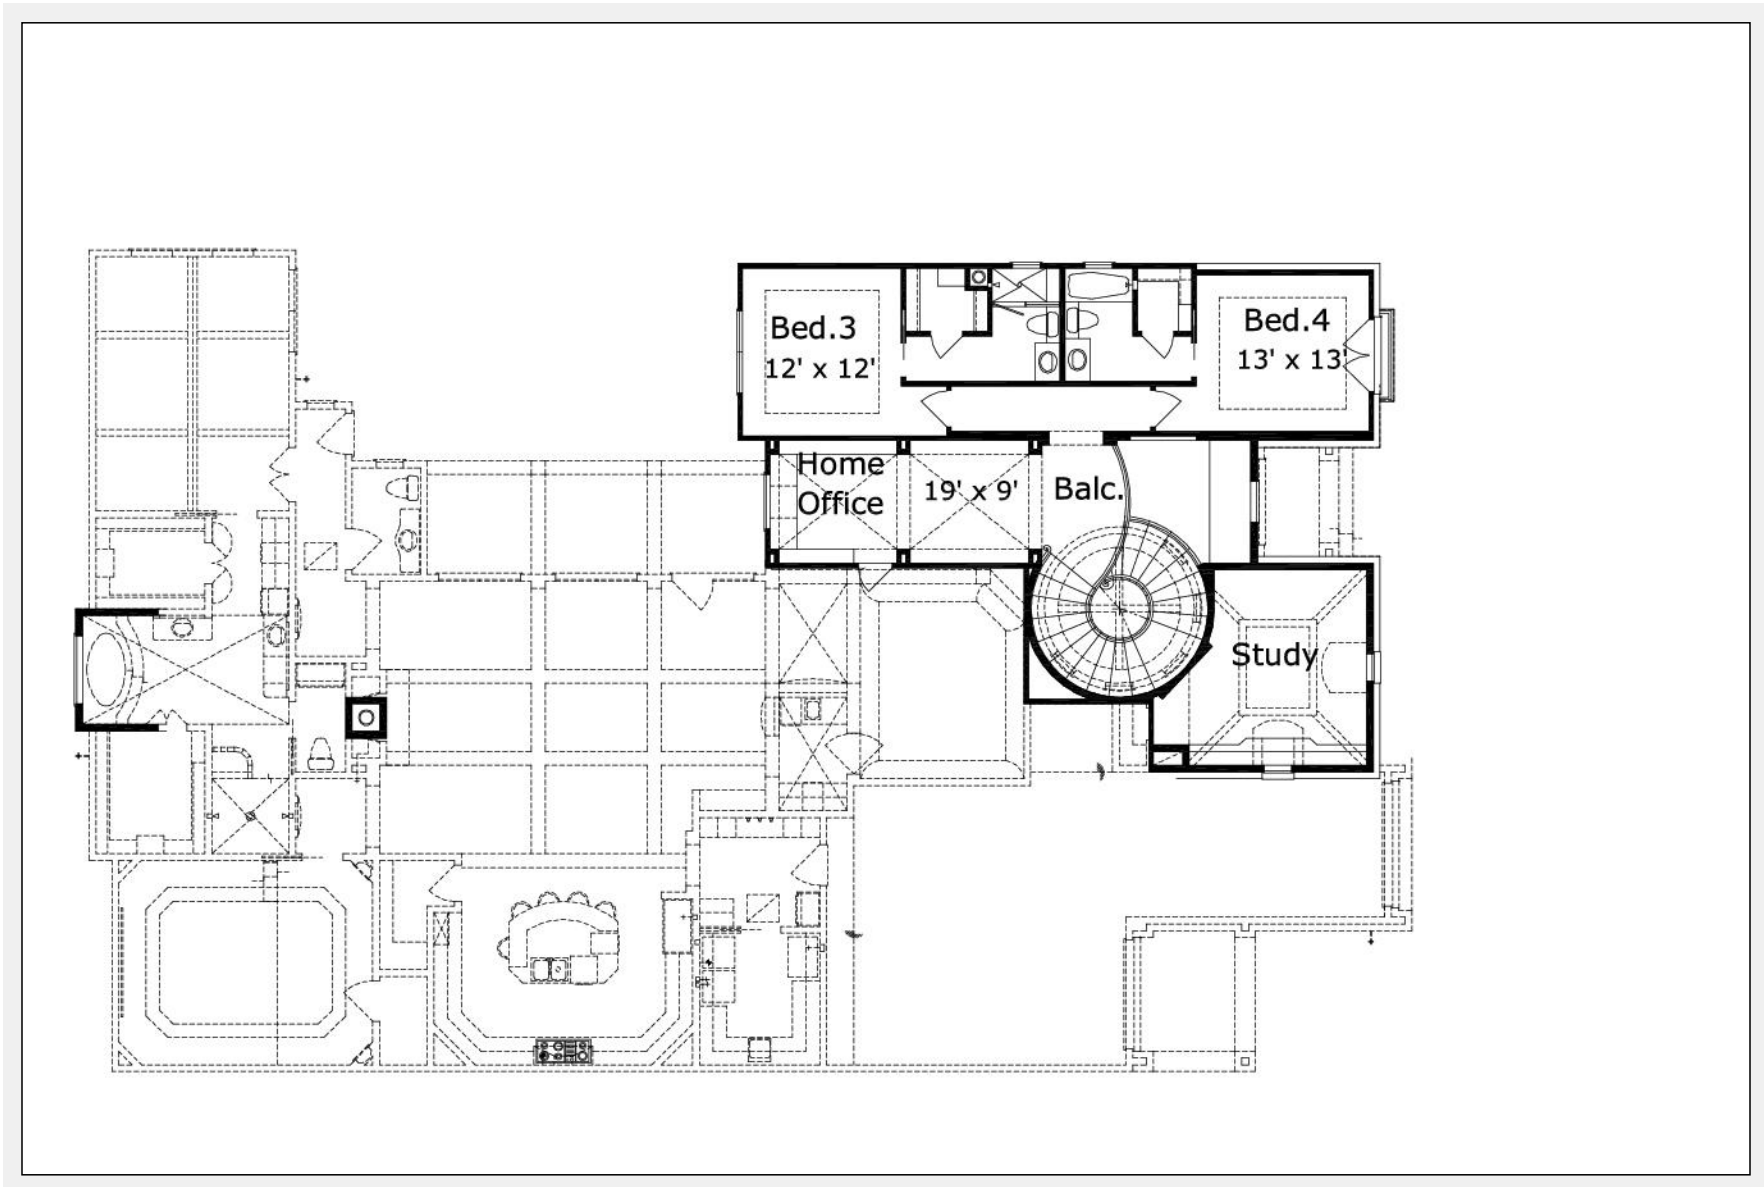 Bed.3
12' x 12'
Bed.4
13' x 13'
Home
Office
19' x 9'
Balc.
Study